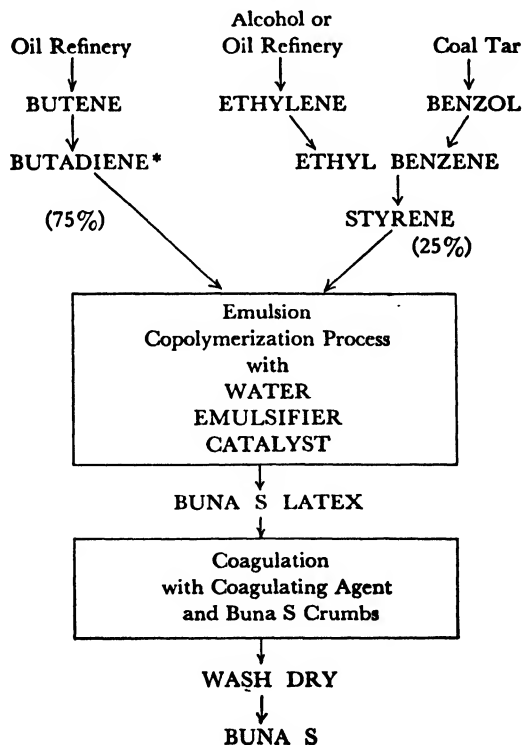 Oil Refinery
Alcohol or
Oil Refinery
Coal Tar
BUTENE
ETHYLENE
BENZOL
BUTADIENE*
ETHYL BENZENE
(75%)
STYRENE
(25%)
Emulsion
Copolymerization Process
with
WATER
EMULSIFIER
CATALYST
BUNA S LATEX
Coagulation
with Coagulating Agent
and Buna S Crumbs
WASH DRY
BUNA S